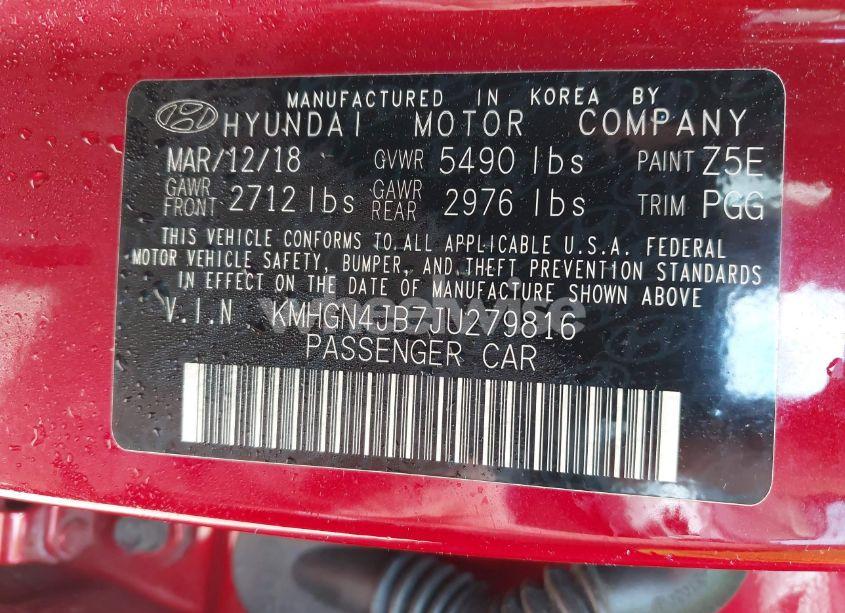 MANUFACTURED IN KOREA BY
HYUNDAI MOTOR COMPANY
MAR/12/18 GVWR 5490 lbs PAINT Z5E
GAWR FRONT 2712 lbs GAWR REAR 2976 lbs TRIM PGG
THIS VEHICLE CONFORMS TO ALL APPLICABLE U.S.A. FEDERAL
MOTOR VEHICLE SAFETY, BUMPER, AND THEFT PREVENTION STANDARDS
IN EFFECT ON THE DATE OF MANUFACTURE SHOWN ABOVE
V.I.N. KMHGN4JB7JU279816
PASSENGER CAR